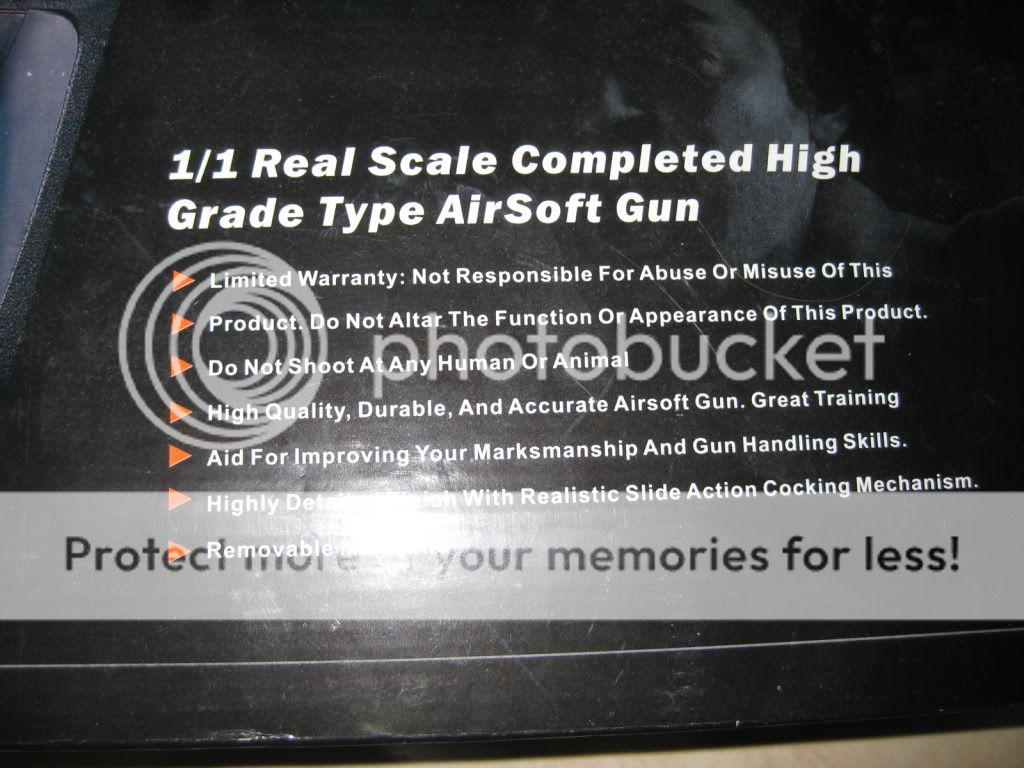 1/1 Real Scale Completed High
Grade Type AirSoft Gun
Limited Warranty: Not Responsible For Abuse Or Misuse Of This
Product. Do Not Altar The Function Or Appearance Of This Product.
Do Not Shoot At Any Human Or Animal
photobucket
High Quality, Durable, And Accurate Airsoft Gun. Great Training
Aid For Improving Your Marksmanship And Gun Handling Skills.
Highly With Realistic Slide Action Cocking Mechanism.
Removable
Protect more of your memories for less!